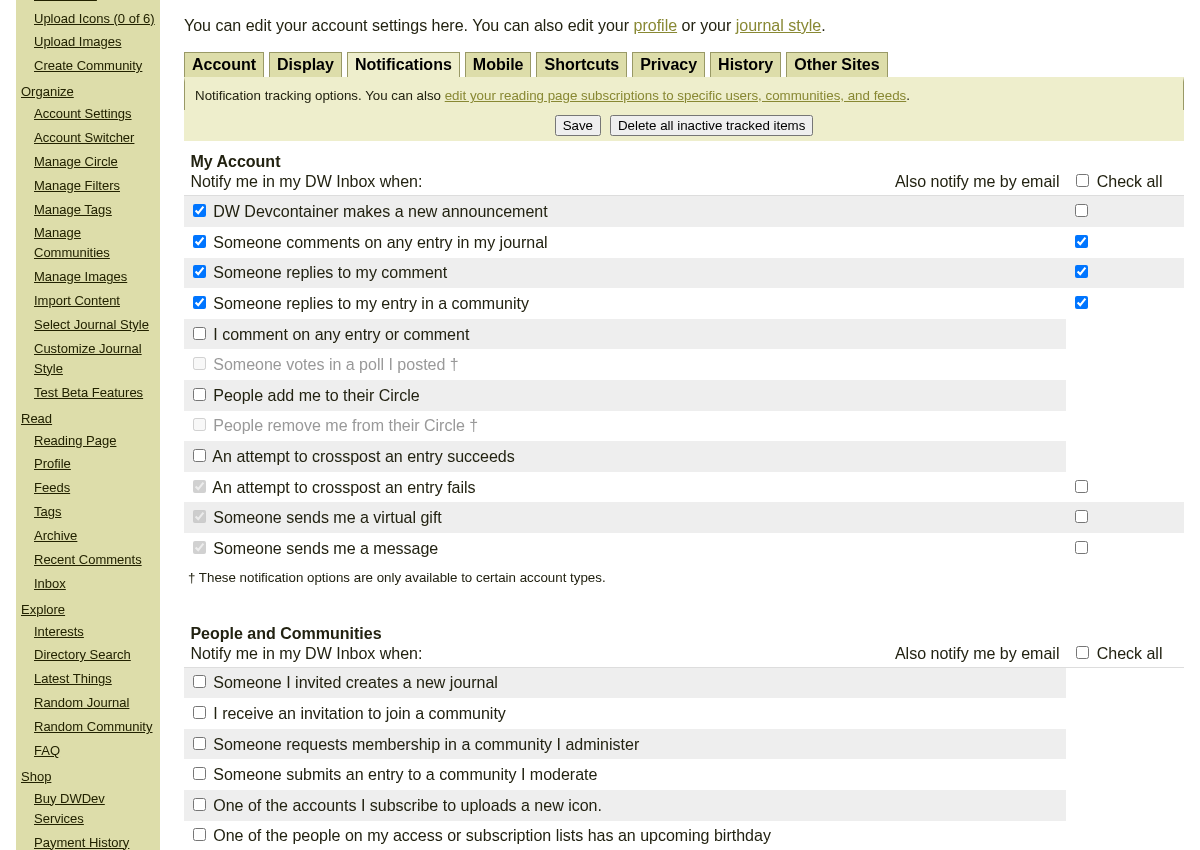 Upload Icons (0 of 6)
Upload Images
Create Community
Organize
Account Settings
Account Switcher
Manage Circle
Manage Filters
Manage Tags
Manage
Communities
Manage Images
Import Content
Select Journal Style
Customize Journal
Style
Test Beta Features
Read
Reading Page
Profile
Feeds
Tags
Archive
Recent Comments
Inbox
Explore
Interests
Directory Search
Latest Things
Random Journal
Random Community
FAQ
Shop
Buy DWDev
Services
Payment History
You can edit your account settings here. You can also edit your profile or your journal style.
Account Display Notifications Mobile Shortcuts Privacy History Other Sites
Notification tracking options. You can also edit your reading page subscriptions to specific users, communities, and feeds.
Save Delete all inactive tracked items
My Account
Notify me in my DW Inbox when: Also notify me by email Check all
DW Devcontainer makes a new announcement
Someone comments on any entry in my journal
Someone replies to my comment
Someone replies to my entry in a community
I comment on any entry or comment
Someone votes in a poll I posted †
People add me to their Circle
People remove me from their Circle †
An attempt to crosspost an entry succeeds
An attempt to crosspost an entry fails
Someone sends me a virtual gift
Someone sends me a message
† These notification options are only available to certain account types.
People and Communities
Notify me in my DW Inbox when: Also notify me by email Check all
Someone I invited creates a new journal
I receive an invitation to join a community
Someone requests membership in a community I administer
Someone submits an entry to a community I moderate
One of the accounts I subscribe to uploads a new icon.
One of the people on my access or subscription lists has an upcoming birthday